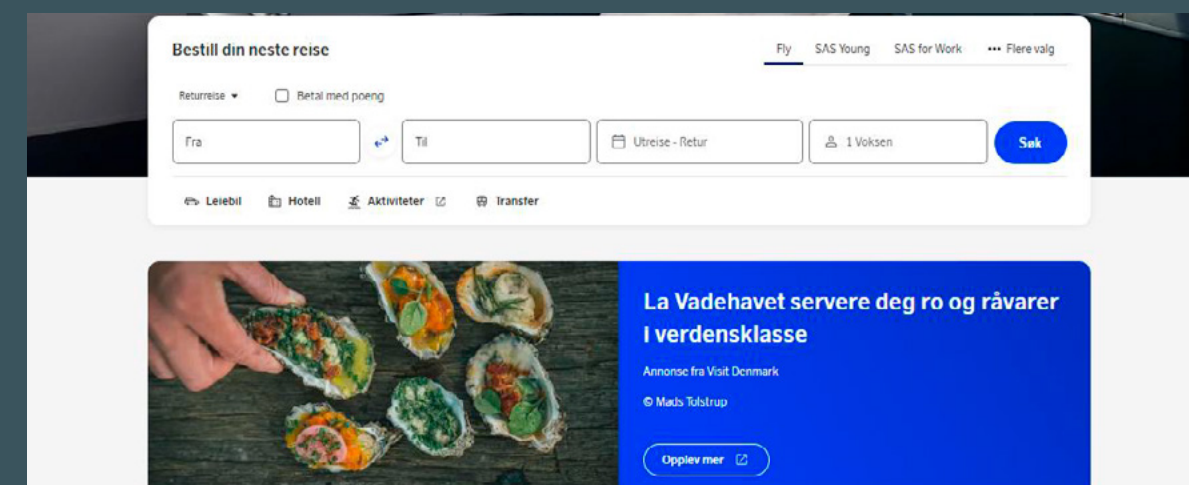 Bestill din neste reise
Fly SAS Young SAS for Work ••• Flere valg
Returreise Betal med poeng
Fra Til Utreise - Retur 1 Voksen Søk
Leiebil Hotell Aktiviteter Transfer
La Vadehavet servere deg ro og råvarer
i verdensklasse
Annonse fra Visit Denmark
© Mads Tolstrup
Opplev mer